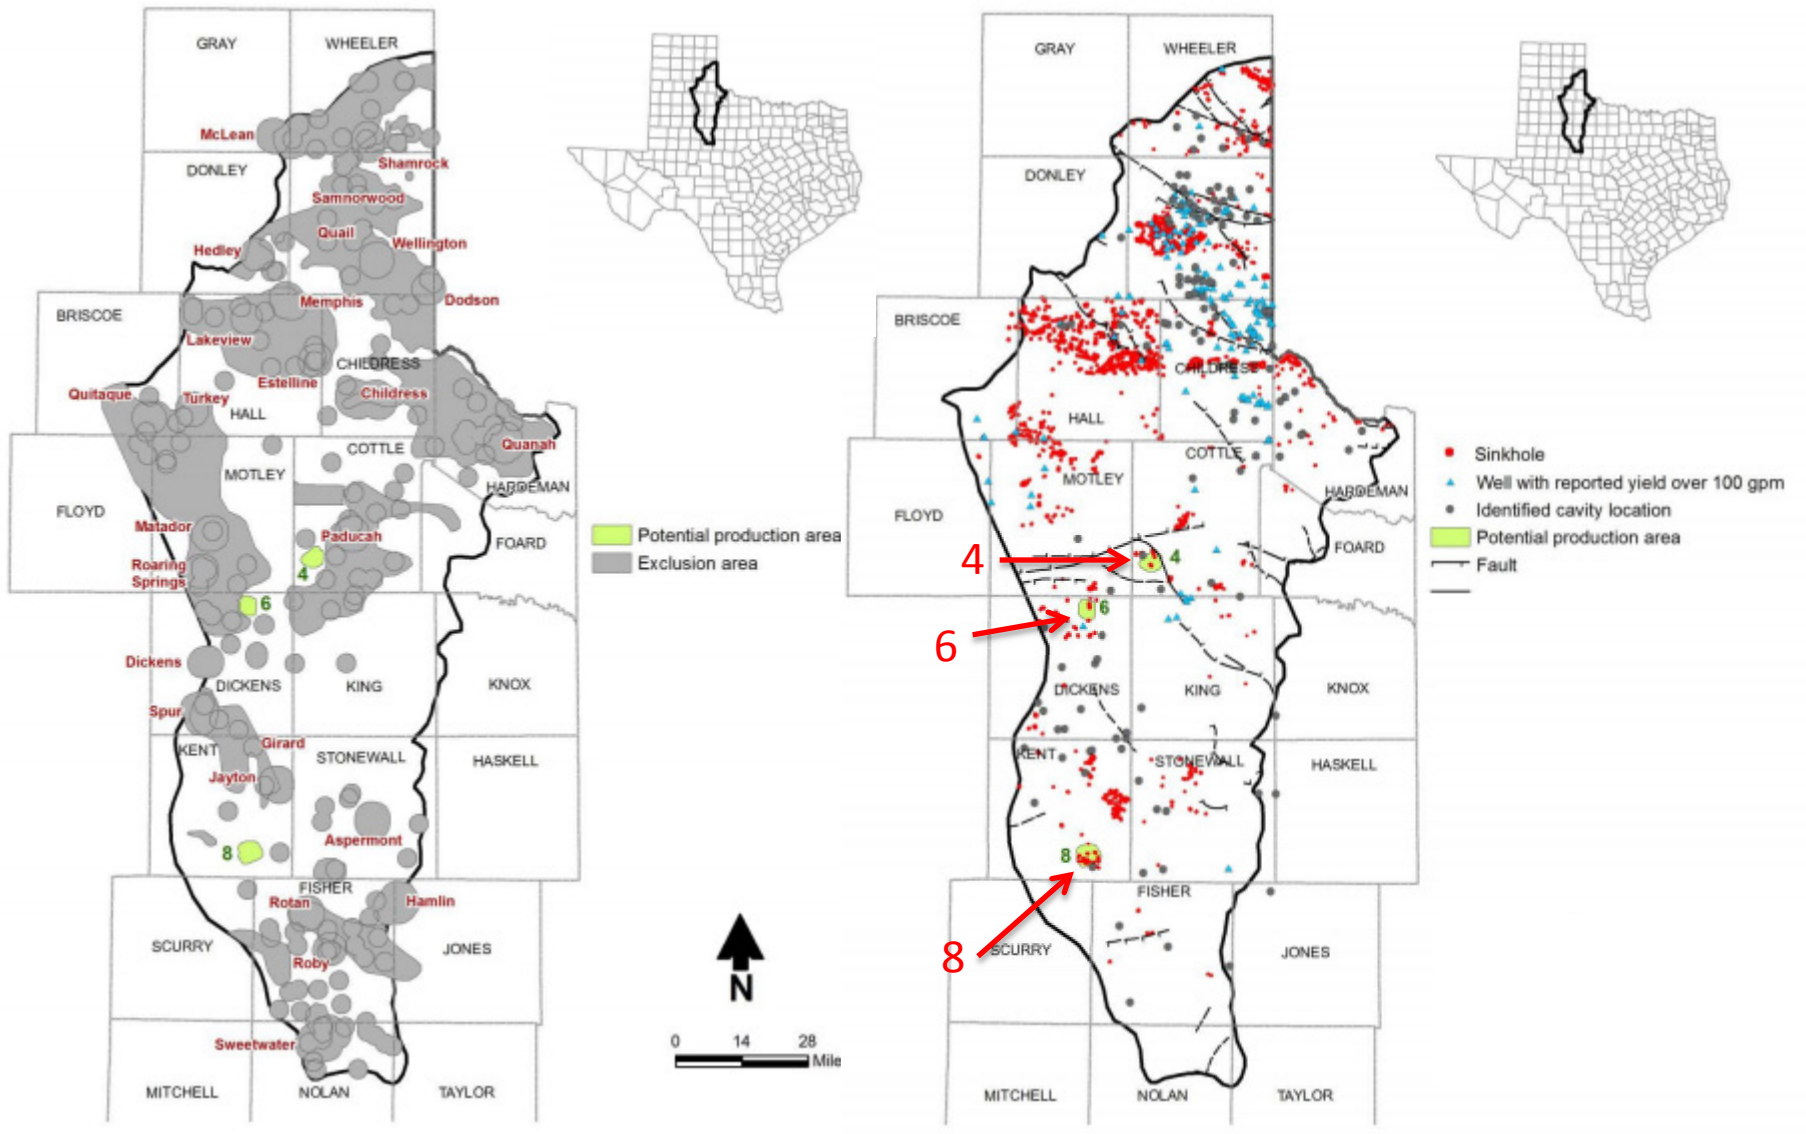 GRAY
WHEELER
McLean
Shamrock
DONLEY
Samnorwood
Quail
Wellington
Hedley
Memphis
Dodson
BRISCOE
Lakeview
CHILDRESS
Estelline
Childress
Quitaque
Turkey
HALL
Quanah
COTTLE
MOTLEY
HARDEMAN
FLOYD
Matador
Paducah
FOARD
Roaring
Springs
4
6
Dickens
DICKENS
KING
KNOX
Spur
KENT
Girard
STONEWALL
HASKELL
Jayton
Aspermont
8
FISHER
Rotan
Hamlin
SCURRY
JONES
Roby
Sweetwater
MITCHELL
NOLAN
TAYLOR
Potential production area
Exclusion area
N
0 14 28
Mile
GRAY
WHEELER
DONLEY
BRISCOE
CHILDRESS
HALL
COTTLE
MOTLEY
HARDEMAN
FLOYD
FOARD
4
4
6
6
DICKENS
KING
KNOX
KENT
STONEWALL
HASKELL
8
8
FISHER
SCURRY
JONES
MITCHELL
NOLAN
TAYLOR
Sinkhole
Well with reported yield over 100 gpm
Identified cavity location
Potential production area
Fault